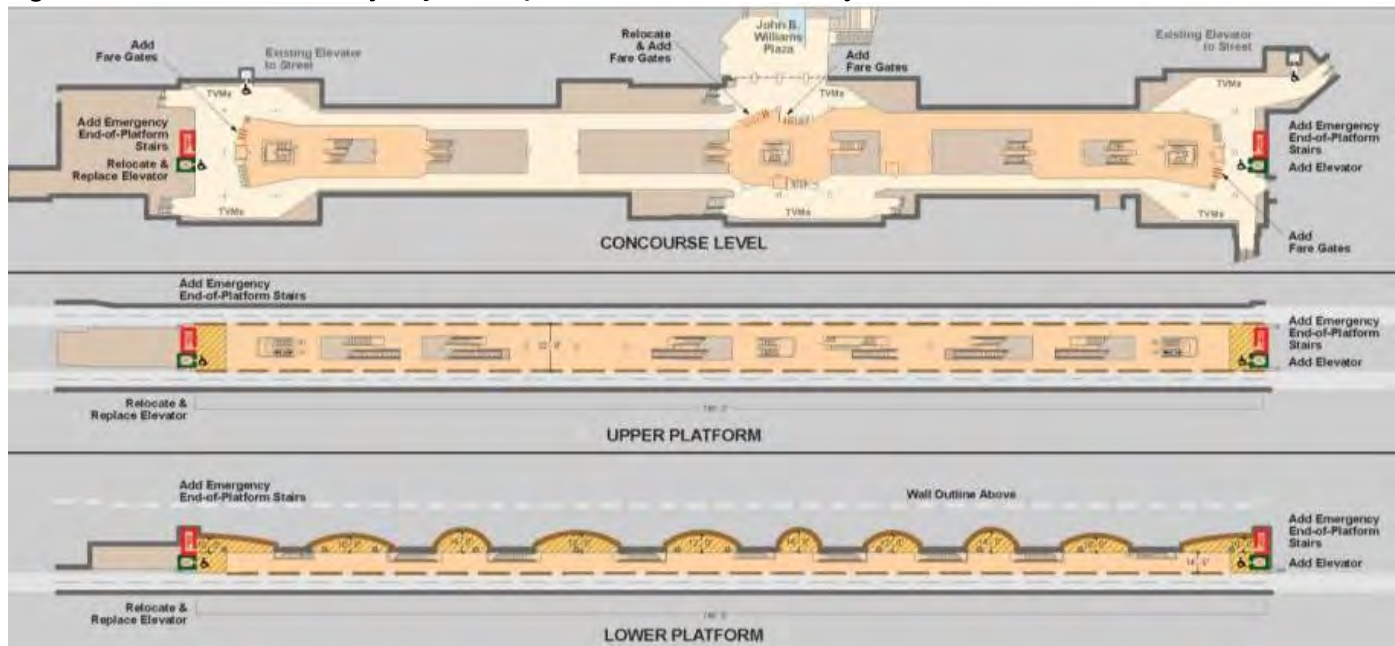 Add
Fare Gates
Existing Elevator
to Street
TVMs
Relocate
& Add
Fare Gates
John B.
Williams
Plaza
Add
Fare Gates
TVMs
Existing Elevator
to Street
TVMs
Add Emergency
End-of-Platform
Stairs
Relocate &
Replace Elevator
Add Emergency
End-of-Platform
Stairs
Add Elevator
TVMs
TVMs
TVMs
Add
Fare Gates
CONCOURSE LEVEL
Add Emergency
End-of-Platform Stairs
Add Emergency
End-of-Platform
Stairs
Add Elevator
Relocate &
Replace Elevator
UPPER PLATFORM
Add Emergency
End-of-Platform Stairs
Wall Outline Above
Add Emergency
End-of-Platform
Stairs
Add Elevator
Relocate &
Replace Elevator
LOWER PLATFORM